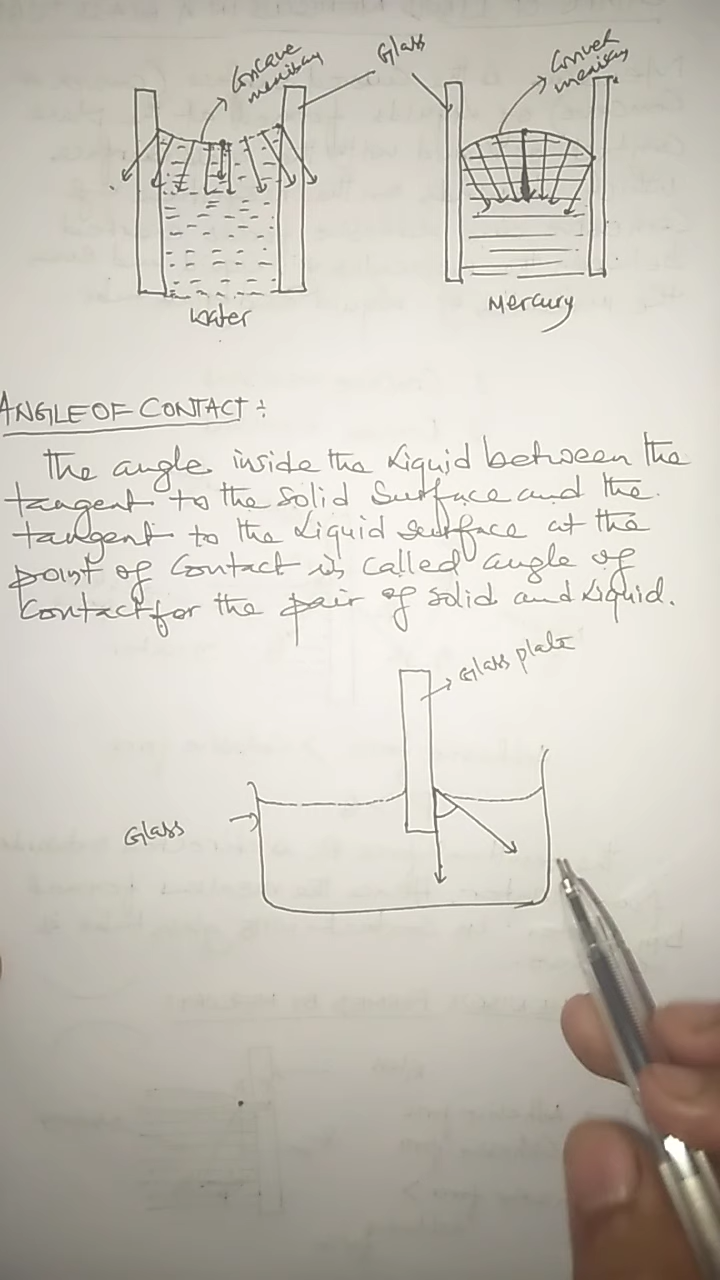 Concave
meniscus
Glass
Convex
meniscus
Water
Mercury
ANGLE OF CONTACT :
The angle inside the Liquid between the
tangent to the solid surface and the
tangent to the Liquid surface at the
point of Contact is called angle of
Contact for the pair of solid and Liquid.
Glass plate
Glass